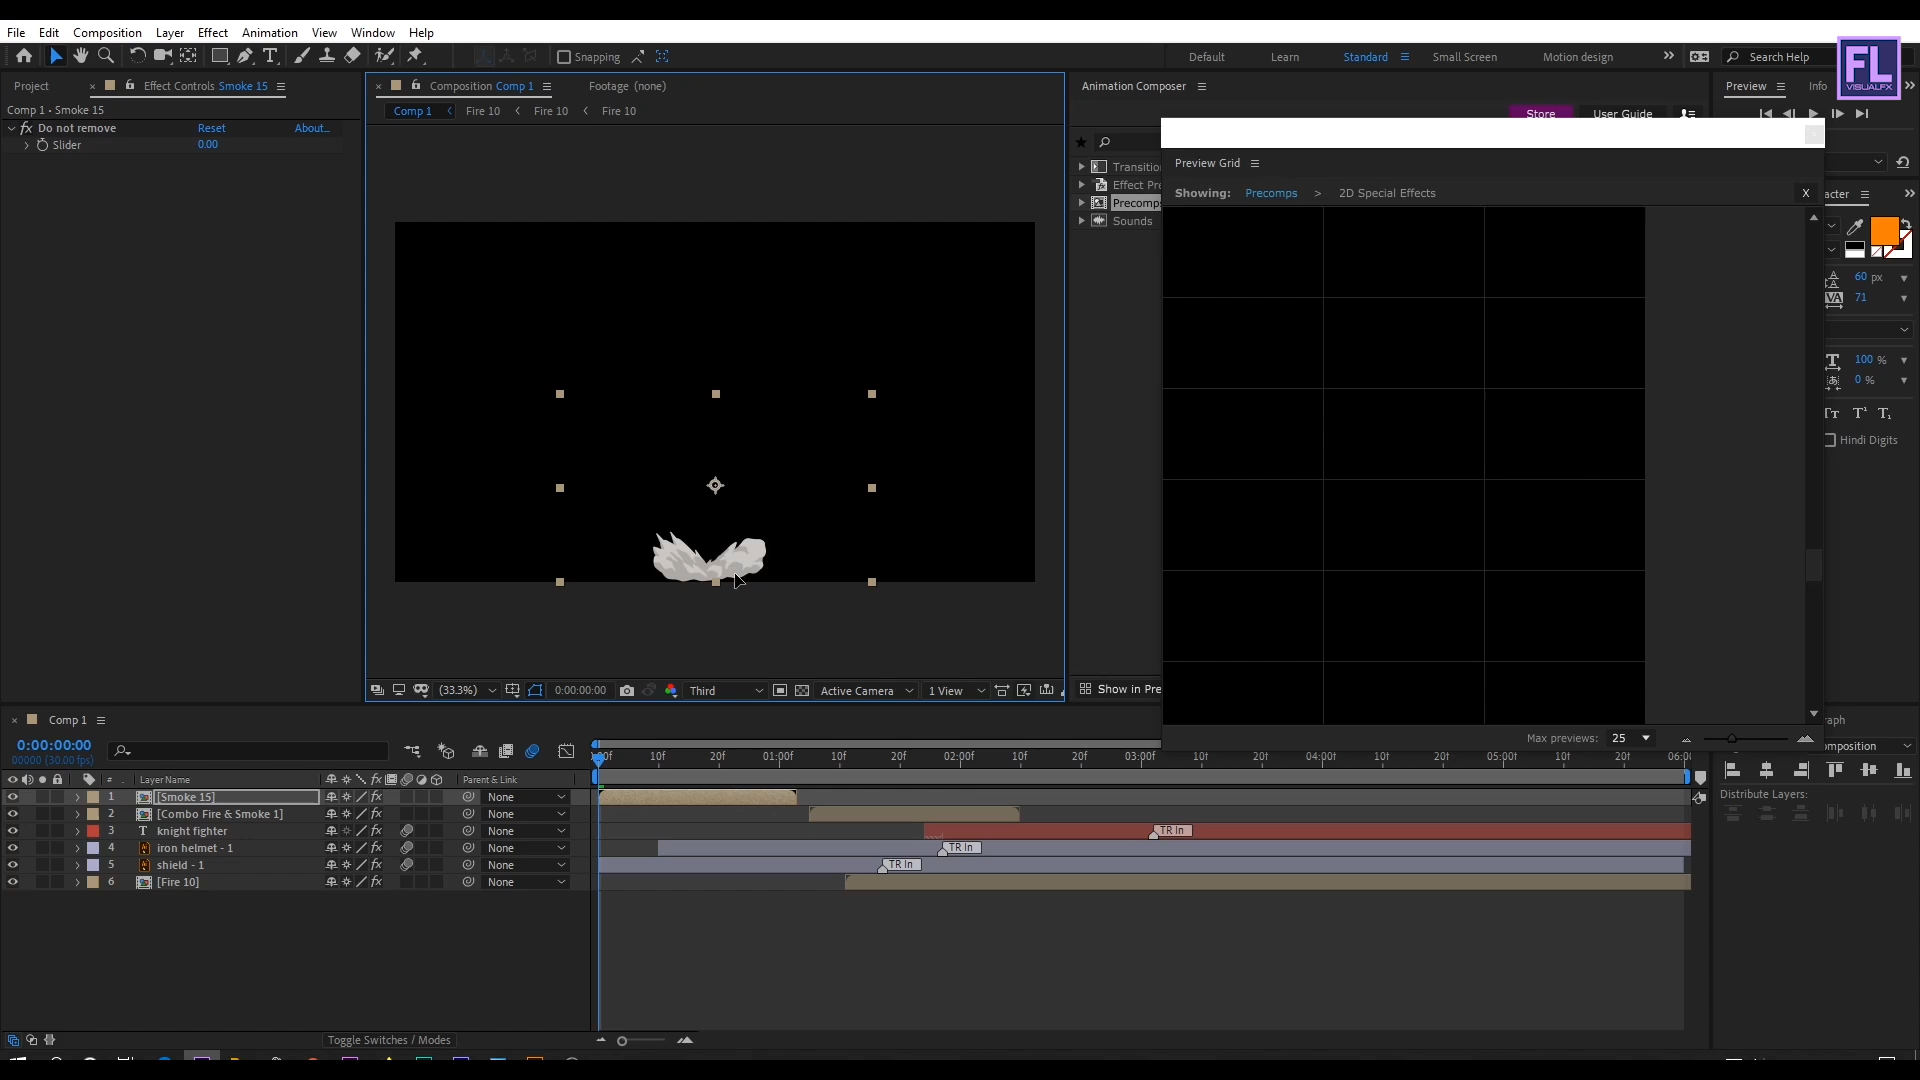 File Edit Composition Layer Effect Animation View Window Help
Snapping Default Learn Standard Small Screen Motion design Search Help
FL
VISUALFX
Project Effect Controls Smoke 15
Composition Comp 1 Footage (none)
Animation Composer
Preview Info
Comp 1 • Smoke 15
Comp 1 Fire 10 Fire 10 Fire 10
Store User Guide
fx Do not remove Reset About...
Slider 0.00
Transitio
Effect Pre
Precomps
Sounds
Preview Grid
Showing: Precomps > 2D Special Effects X
acter
60 px
71
100 %
0 %
Hindi Digits
(33.3%) 0:00:00:00 Third Active Camera 1 View
Show in Pre
Max previews: 25
Comp 1
raph
0:00:00:00
00000 (30.00 fps)
omposition
:00f 10f 20f 01:00f 10f 20f 02:00f 10f 20f 03:00f 10f 20f 04:00f 10f 20f 05:00f 10f 20f 06:00
# Layer Name Parent & Link
Distribute Layers:
1 [Smoke 15] None
2 [Combo Fire & Smoke 1] None
3 T knight fighter None TR In
4 iron helmet - 1 None TR In
5 shield - 1 None TR In
6 [Fire 10] None
Toggle Switches / Modes